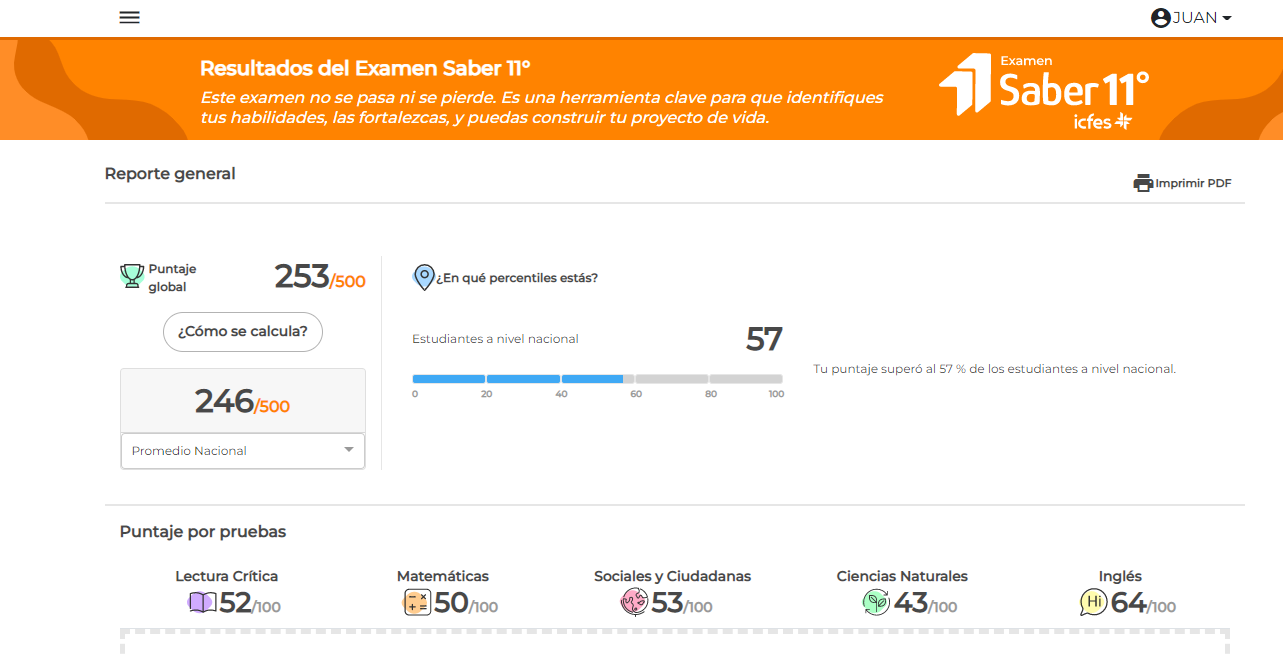 JUAN
Resultados del Examen Saber 11°
Este examen no se pasa ni se pierde. Es una herramienta clave para que identifiques
tus habilidades, las fortalezcas, y puedas construir tu proyecto de vida.
Examen
Saber 11°
icfes
Reporte general
Imprimir PDF
Puntaje
global
253/500
¿Cómo se calcula?
246/500
Promedio Nacional
¿En qué percentiles estás?
Estudiantes a nivel nacional
57
0 20 40 60 80 100
Tu puntaje superó al 57 % de los estudiantes a nivel nacional.
Puntaje por pruebas
Lectura Crítica
52/100
Matemáticas
50/100
Sociales y Ciudadanas
53/100
Ciencias Naturales
43/100
Inglés
Hi
64/100